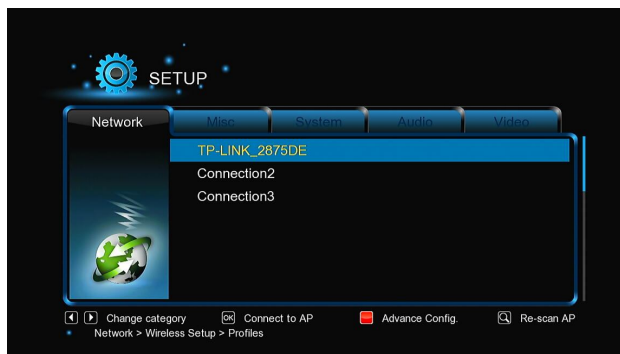 SETUP
Network Misc System Audio Video
TP-LINK_2875DE
Connection2
Connection3
Change category OK Connect to AP Advance Config. Re-scan AP
Network > Wireless Setup > Profiles